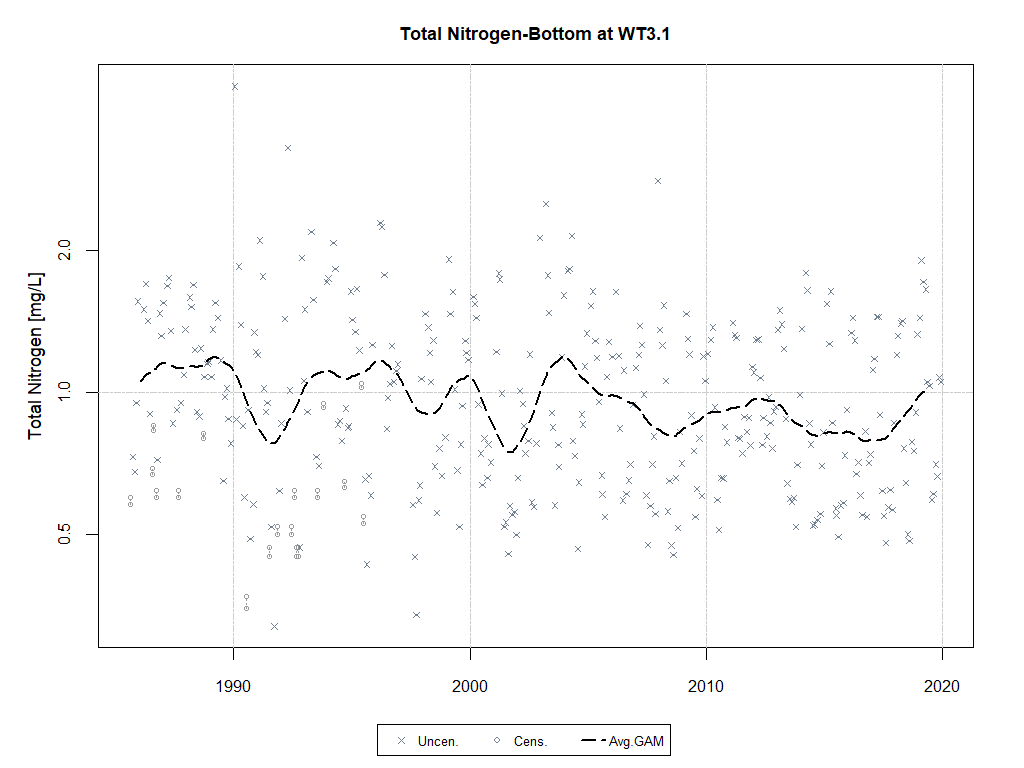 Total Nitrogen-Bottom at WT3.1
Total Nitrogen [mg/L]
2.0
1.0
0.5
1990
2000
2010
2020
Uncen.
Cens.
Avg.GAM